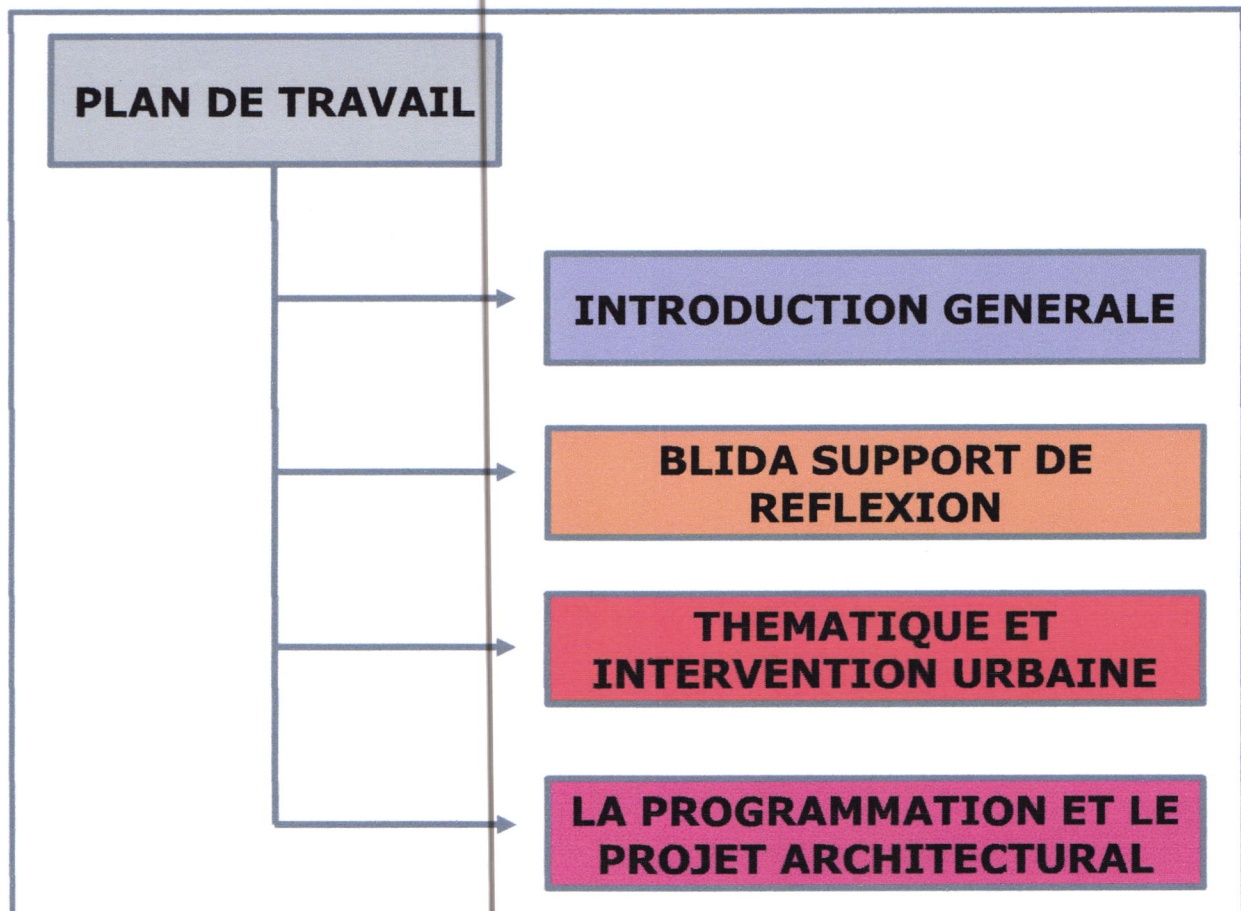 PLAN DE TRAVAIL
INTRODUCTION GENERALE
BLIDA SUPPORT DE
REFLEXION
THEMATIQUE ET
INTERVENTION URBAINE
LA PROGRAMMATION ET LE
PROJET ARCHITECTURAL